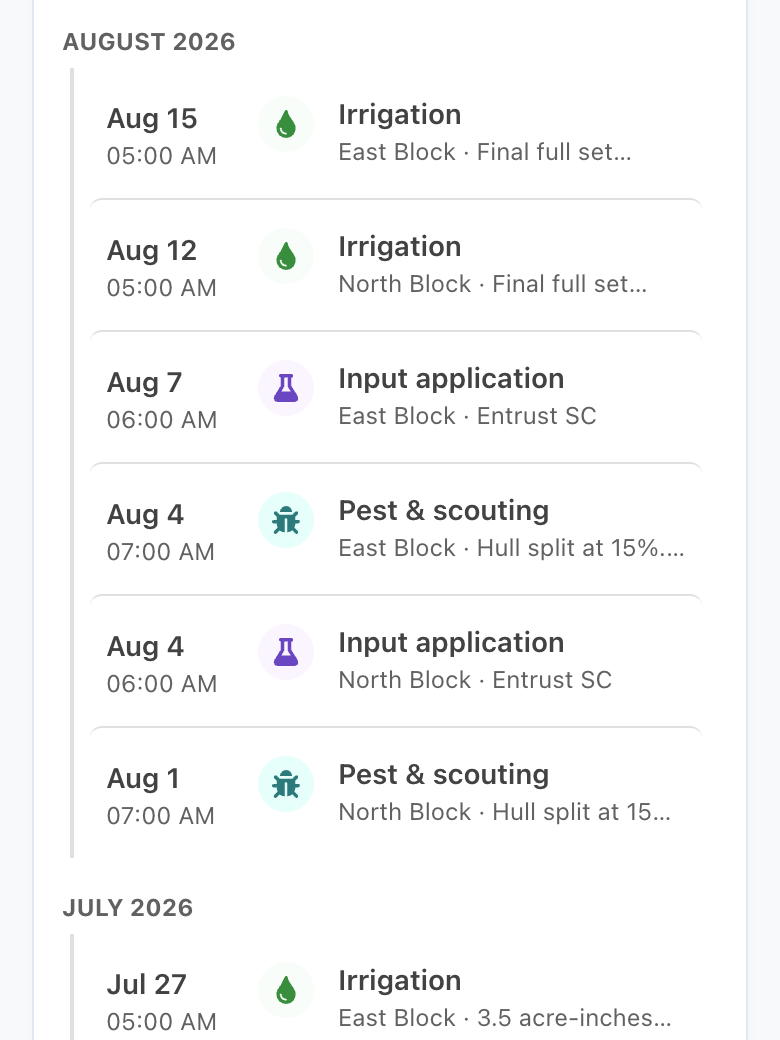 AUGUST 2026
Aug 15
05:00 AM
Irrigation
East Block · Final full set...
Aug 12
05:00 AM
Irrigation
North Block · Final full set...
Aug 7
06:00 AM
Input application
East Block · Entrust SC
Aug 4
07:00 AM
Pest & scouting
East Block · Hull split at 15%....
Aug 4
06:00 AM
Input application
North Block · Entrust SC
Aug 1
07:00 AM
Pest & scouting
North Block · Hull split at 15...
JULY 2026
Jul 27
05:00 AM
Irrigation
East Block · 3.5 acre-inches...